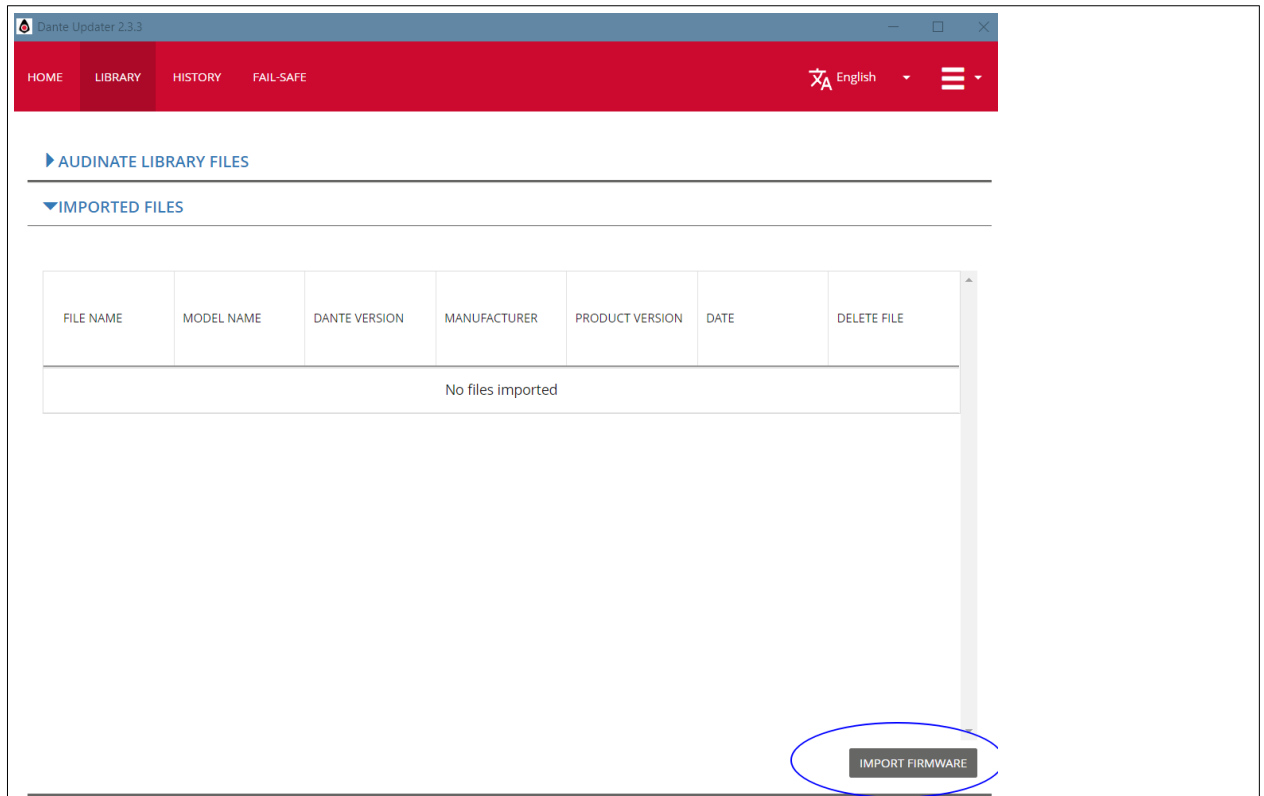 Dante Updater 2.3.3
HOME LIBRARY HISTORY FAIL-SAFE English
AUDINATE LIBRARY FILES
IMPORTED FILES
FILE NAME MODEL NAME DANTE VERSION MANUFACTURER PRODUCT VERSION DATE DELETE FILE
No files imported
IMPORT FIRMWARE